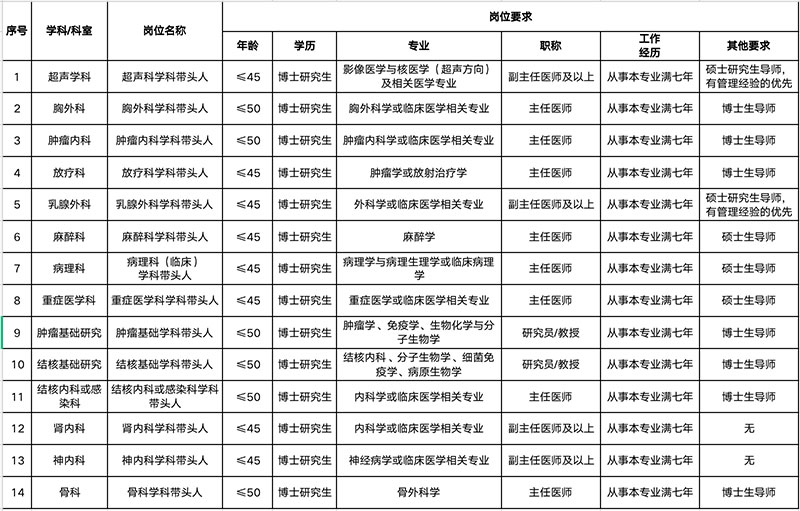 序号 学科/科室 岗位名称 岗位要求
年龄 学历 专业 职称 工作
经历 其他要求
1 超声学科 超声科学科带头人 ≤45 博士研究生 影像医学与核医学（超声方向）
及相关医学专业 副主任医师及以上 从事本专业满七年 硕士研究生导师，
有管理经验的优先
2 胸外科 胸外科学科带头人 ≤50 博士研究生 胸外科学或临床医学相关专业 主任医师 从事本专业满七年 博士生导师
3 肿瘤内科 肿瘤内科学科带头人 ≤50 博士研究生 肿瘤内科学或临床医学相关专业 主任医师 从事本专业满七年 博士生导师
4 放疗科 放疗科学科带头人 ≤45 博士研究生 肿瘤学或放射治疗学 主任医师 从事本专业满七年 博士生导师
5 乳腺外科 乳腺外科学科带头人 ≤45 博士研究生 外科学或临床医学相关专业 副主任医师及以上 从事本专业满七年 硕士研究生导师，
有管理经验的优先
6 麻醉科 麻醉科学科带头人 ≤45 博士研究生 麻醉学 主任医师 从事本专业满七年 硕士生导师
7 病理科 病理科（临床）
学科带头人 ≤45 博士研究生 病理学与病理生理学或临床病理
学 主任医师 从事本专业满七年 硕士生导师
8 重症医学科 重症医学科学科带头人 ≤45 博士研究生 重症医学或临床医学相关专业 主任医师 从事本专业满七年 硕士生导师
9 肿瘤基础研究 肿瘤基础学科带头人 ≤50 博士研究生 肿瘤学、免疫学、生物化学与分
子生物学 研究员/教授 从事本专业满七年 博士生导师
10 结核基础研究 结核基础学科带头人 ≤50 博士研究生 结核内科、分子生物学、细菌免
疫学、病原生物学 研究员/教授 从事本专业满七年 博士生导师
11 结核内科或感
染科 结核内科或感染科学科
带头人 ≤50 博士研究生 内科学或临床医学相关专业 主任医师 从事本专业满七年 博士生导师
12 肾内科 肾内科学科带头人 ≤45 博士研究生 内科学或临床医学相关专业 副主任医师及以上 从事本专业满七年 无
13 神内科 神内科学科带头人 ≤45 博士研究生 神经病学或临床医学相关专业 副主任医师及以上 从事本专业满七年 无
14 骨科 骨科学科带头人 ≤50 博士研究生 骨外科学 主任医师 从事本专业满七年 博士生导师